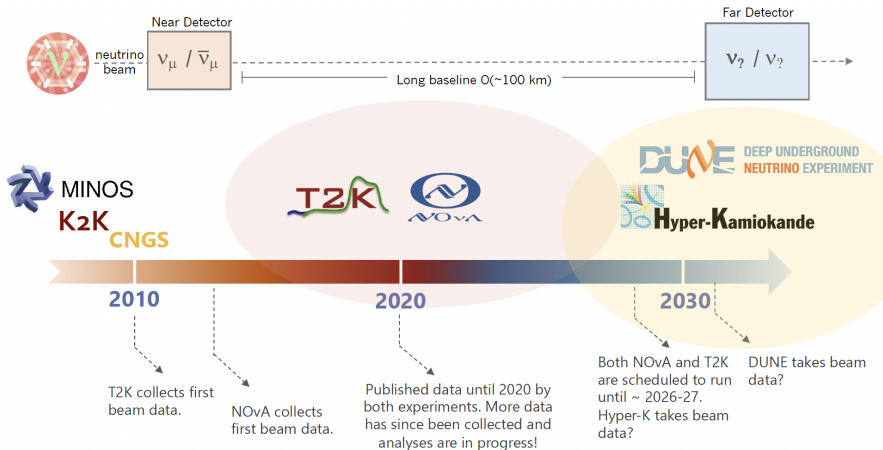 Near Detector
Far Detector
ν
neutrino
beam
νμ / ν̄μ
Long baseline O(~100 km)
ν? / ν?
MINOS
K2K
CNGS
T2K
NOνA
DUNE DEEP UNDERGROUND
NEUTRINO EXPERIMENT
Hyper-Kamiokande
2010
2020
2030
T2K collects first
beam data.
NOvA collects
first beam data.
Published data until 2020 by
both experiments. More data
has since been collected and
analyses are in progress!
Both NOvA and T2K
are scheduled to run
until ~ 2026-27.
Hyper-K takes beam
data?
DUNE takes beam
data?